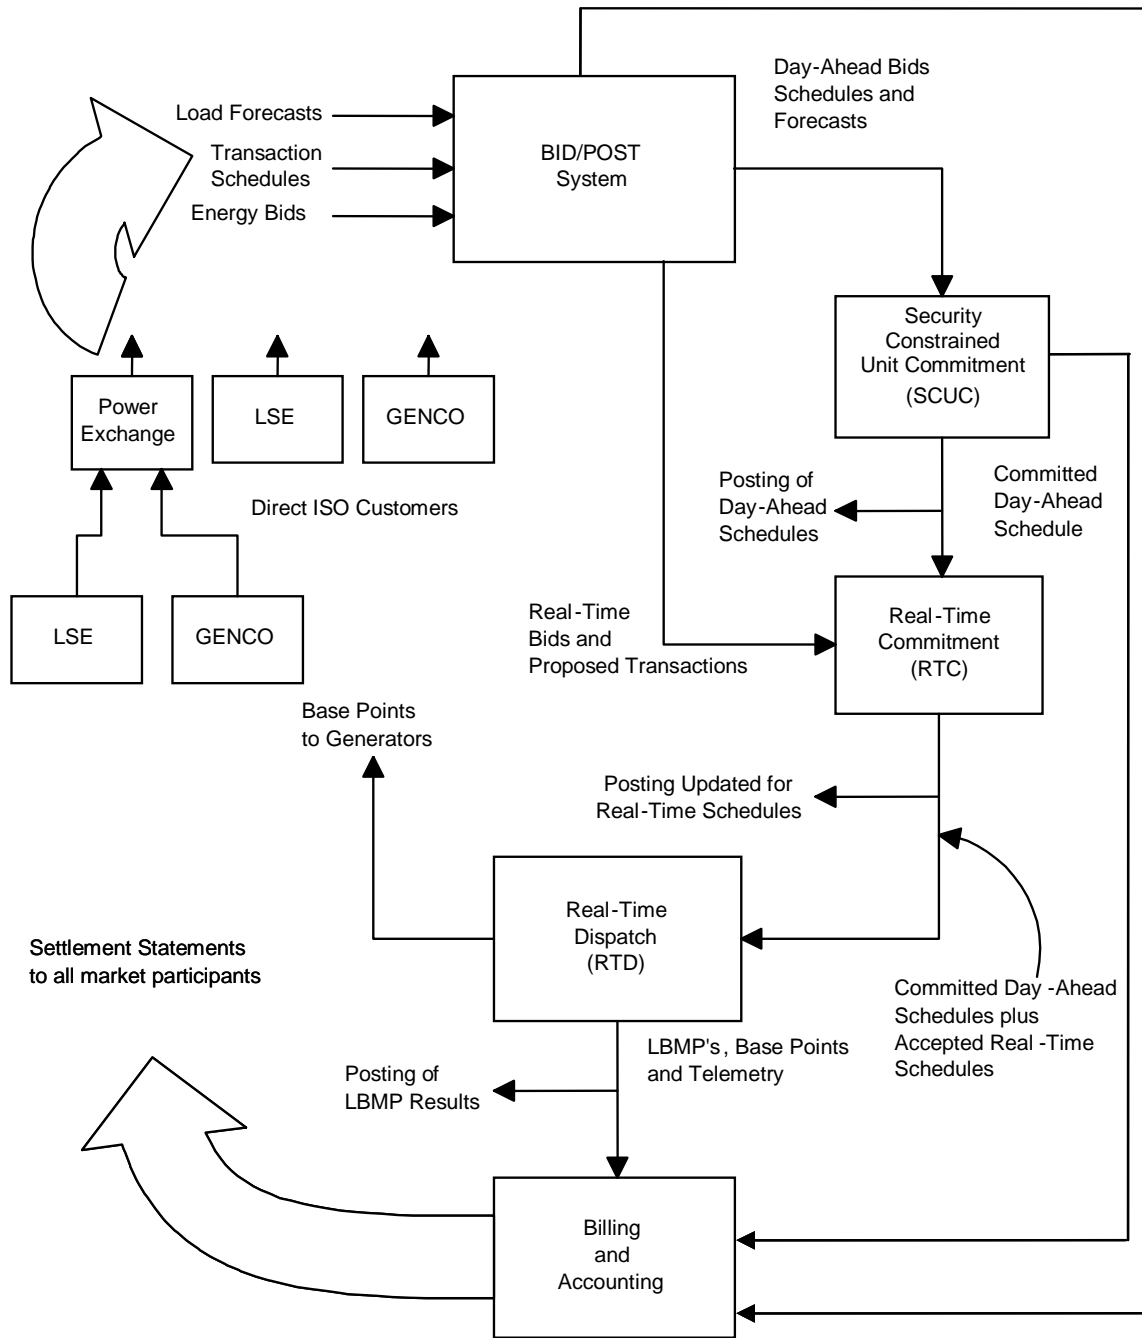 Day-Ahead Bids
Schedules and
Forecasts
Load Forecasts
Transaction
Schedules
Energy Bids
BID/POST
System
Security
Constrained
Unit Commitment
(SCUC)
Power
Exchange
LSE
GENCO
Direct ISO Customers
Posting of
Day-Ahead
Schedules
Committed
Day-Ahead
Schedule
LSE
GENCO
Real-Time
Bids and
Proposed Transactions
Real-Time
Commitment
(RTC)
Base Points
to Generators
Posting Updated for
Real-Time Schedules
Real-Time
Dispatch
(RTD)
Settlement Statements
to all market participants
Committed Day -Ahead
Schedules plus
Accepted Real -Time
Schedules
LBMP's, Base Points
and Telemetry
Posting of
LBMP Results
Billing
and
Accounting